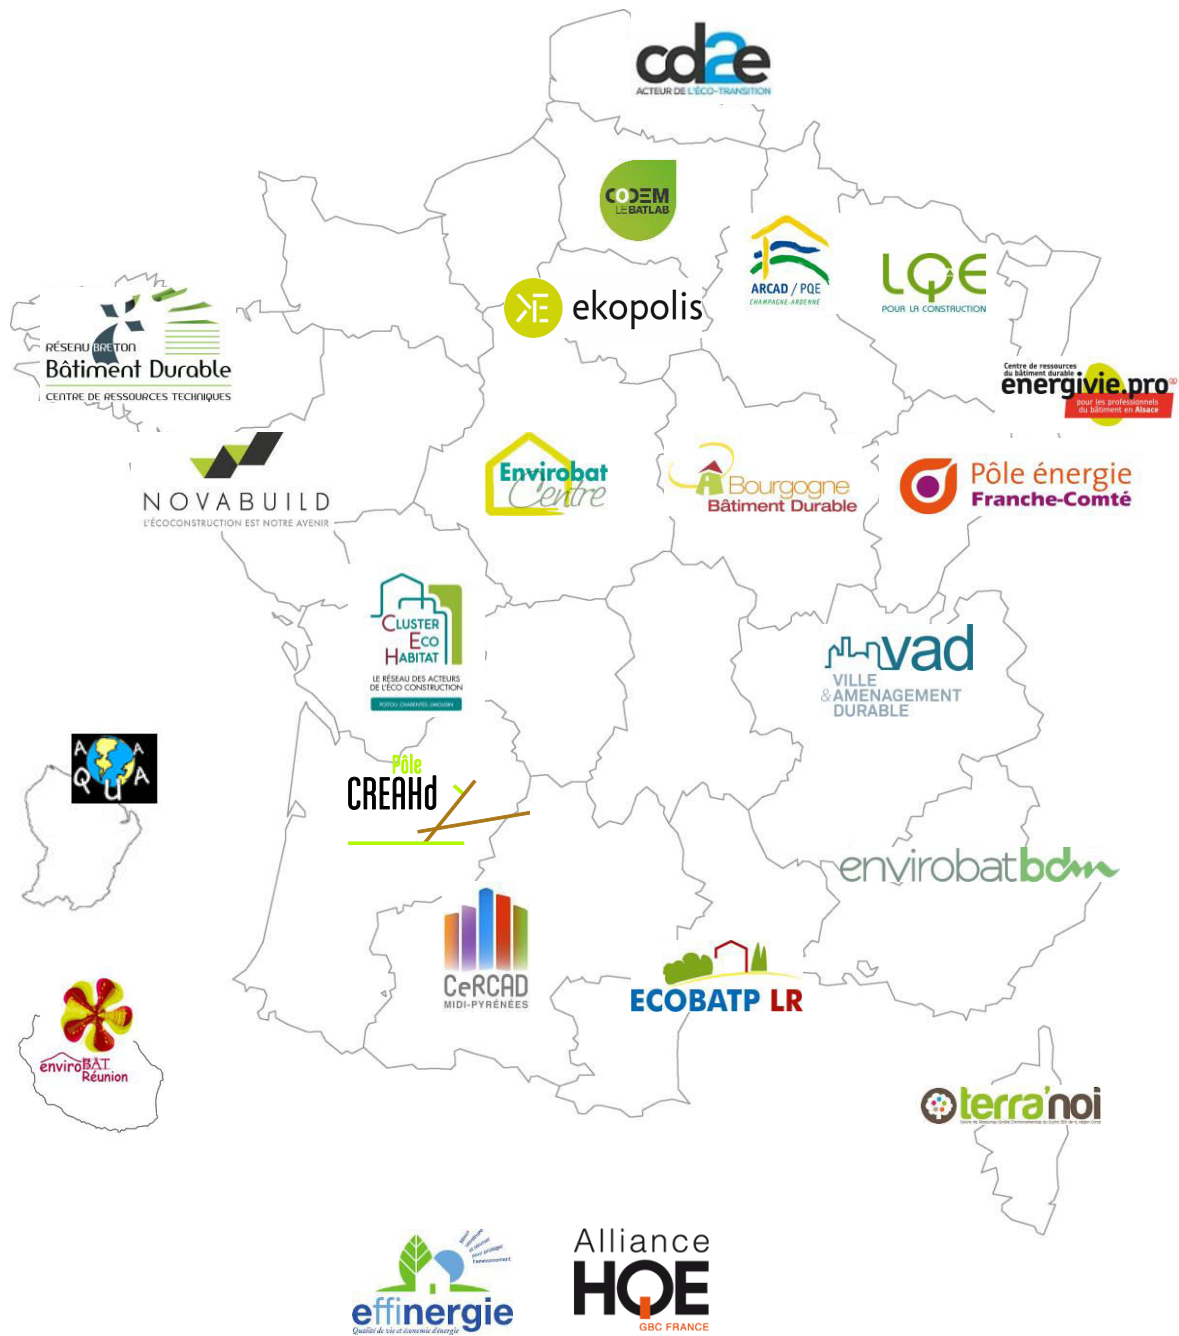 cd2e
ACTEUR DE L'ÉCO-TRANSITION
CODEM
LE BATLAB
ARCAD / PQE
CHAMPAGNE-ARDENNE
LQE
POUR LA CONSTRUCTION
ekopolis
RÉSEAU BRETON
Bâtiment Durable
CENTRE DE RESSOURCES TECHNIQUES
Centre de ressources
du bâtiment durable
energivie.pro
pour les professionnels
du bâtiment en Alsace
NOVABUILD
L'ÉCOCONSTRUCTION EST NOTRE AVENIR
Envirobat
Centre
Bourgogne
Bâtiment Durable
Pôle énergie
Franche-Comté
CLUSTER
ECO
HABITAT
LE RÉSEAU DES ACTEURS
DE L'ÉCO CONSTRUCTION
POITOU CHARENTES LIMOUSIN
vad
VILLE
& AMENAGEMENT
DURABLE
A A
A Q U A
Pôle
CREAHd
envirobatbdm
CeRCAD
MIDI-PYRÉNÉES
ECOBATP LR
enviroBAT
Réunion
terra'noi
effinergie
Qualité de vie et économie d'énergie
Alliance
HQE
GBC FRANCE